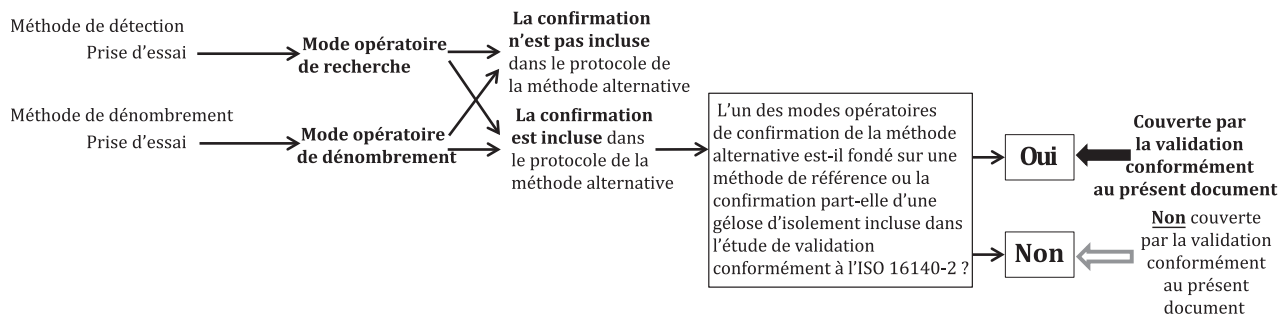 Méthode de détection
Prise d'essai
Mode opératoire
de recherche
Méthode de dénombrement
Prise d'essai
Mode opératoire
de dénombrement
La confirmation
n'est pas incluse
dans le protocole de
la méthode alternative
La confirmation
est incluse dans
le protocole de la
méthode alternative
L'un des modes opératoires
de confirmation de la méthode
alternative est-il fondé sur une
méthode de référence ou la
confirmation part-elle d'une
gélose d'isolement incluse dans
l'étude de validation
conformément à l'ISO 16140-2 ?
Oui
Couverte par
la validation
conformément
au présent document
Non
Non couverte
par la validation
conformément
au présent
document